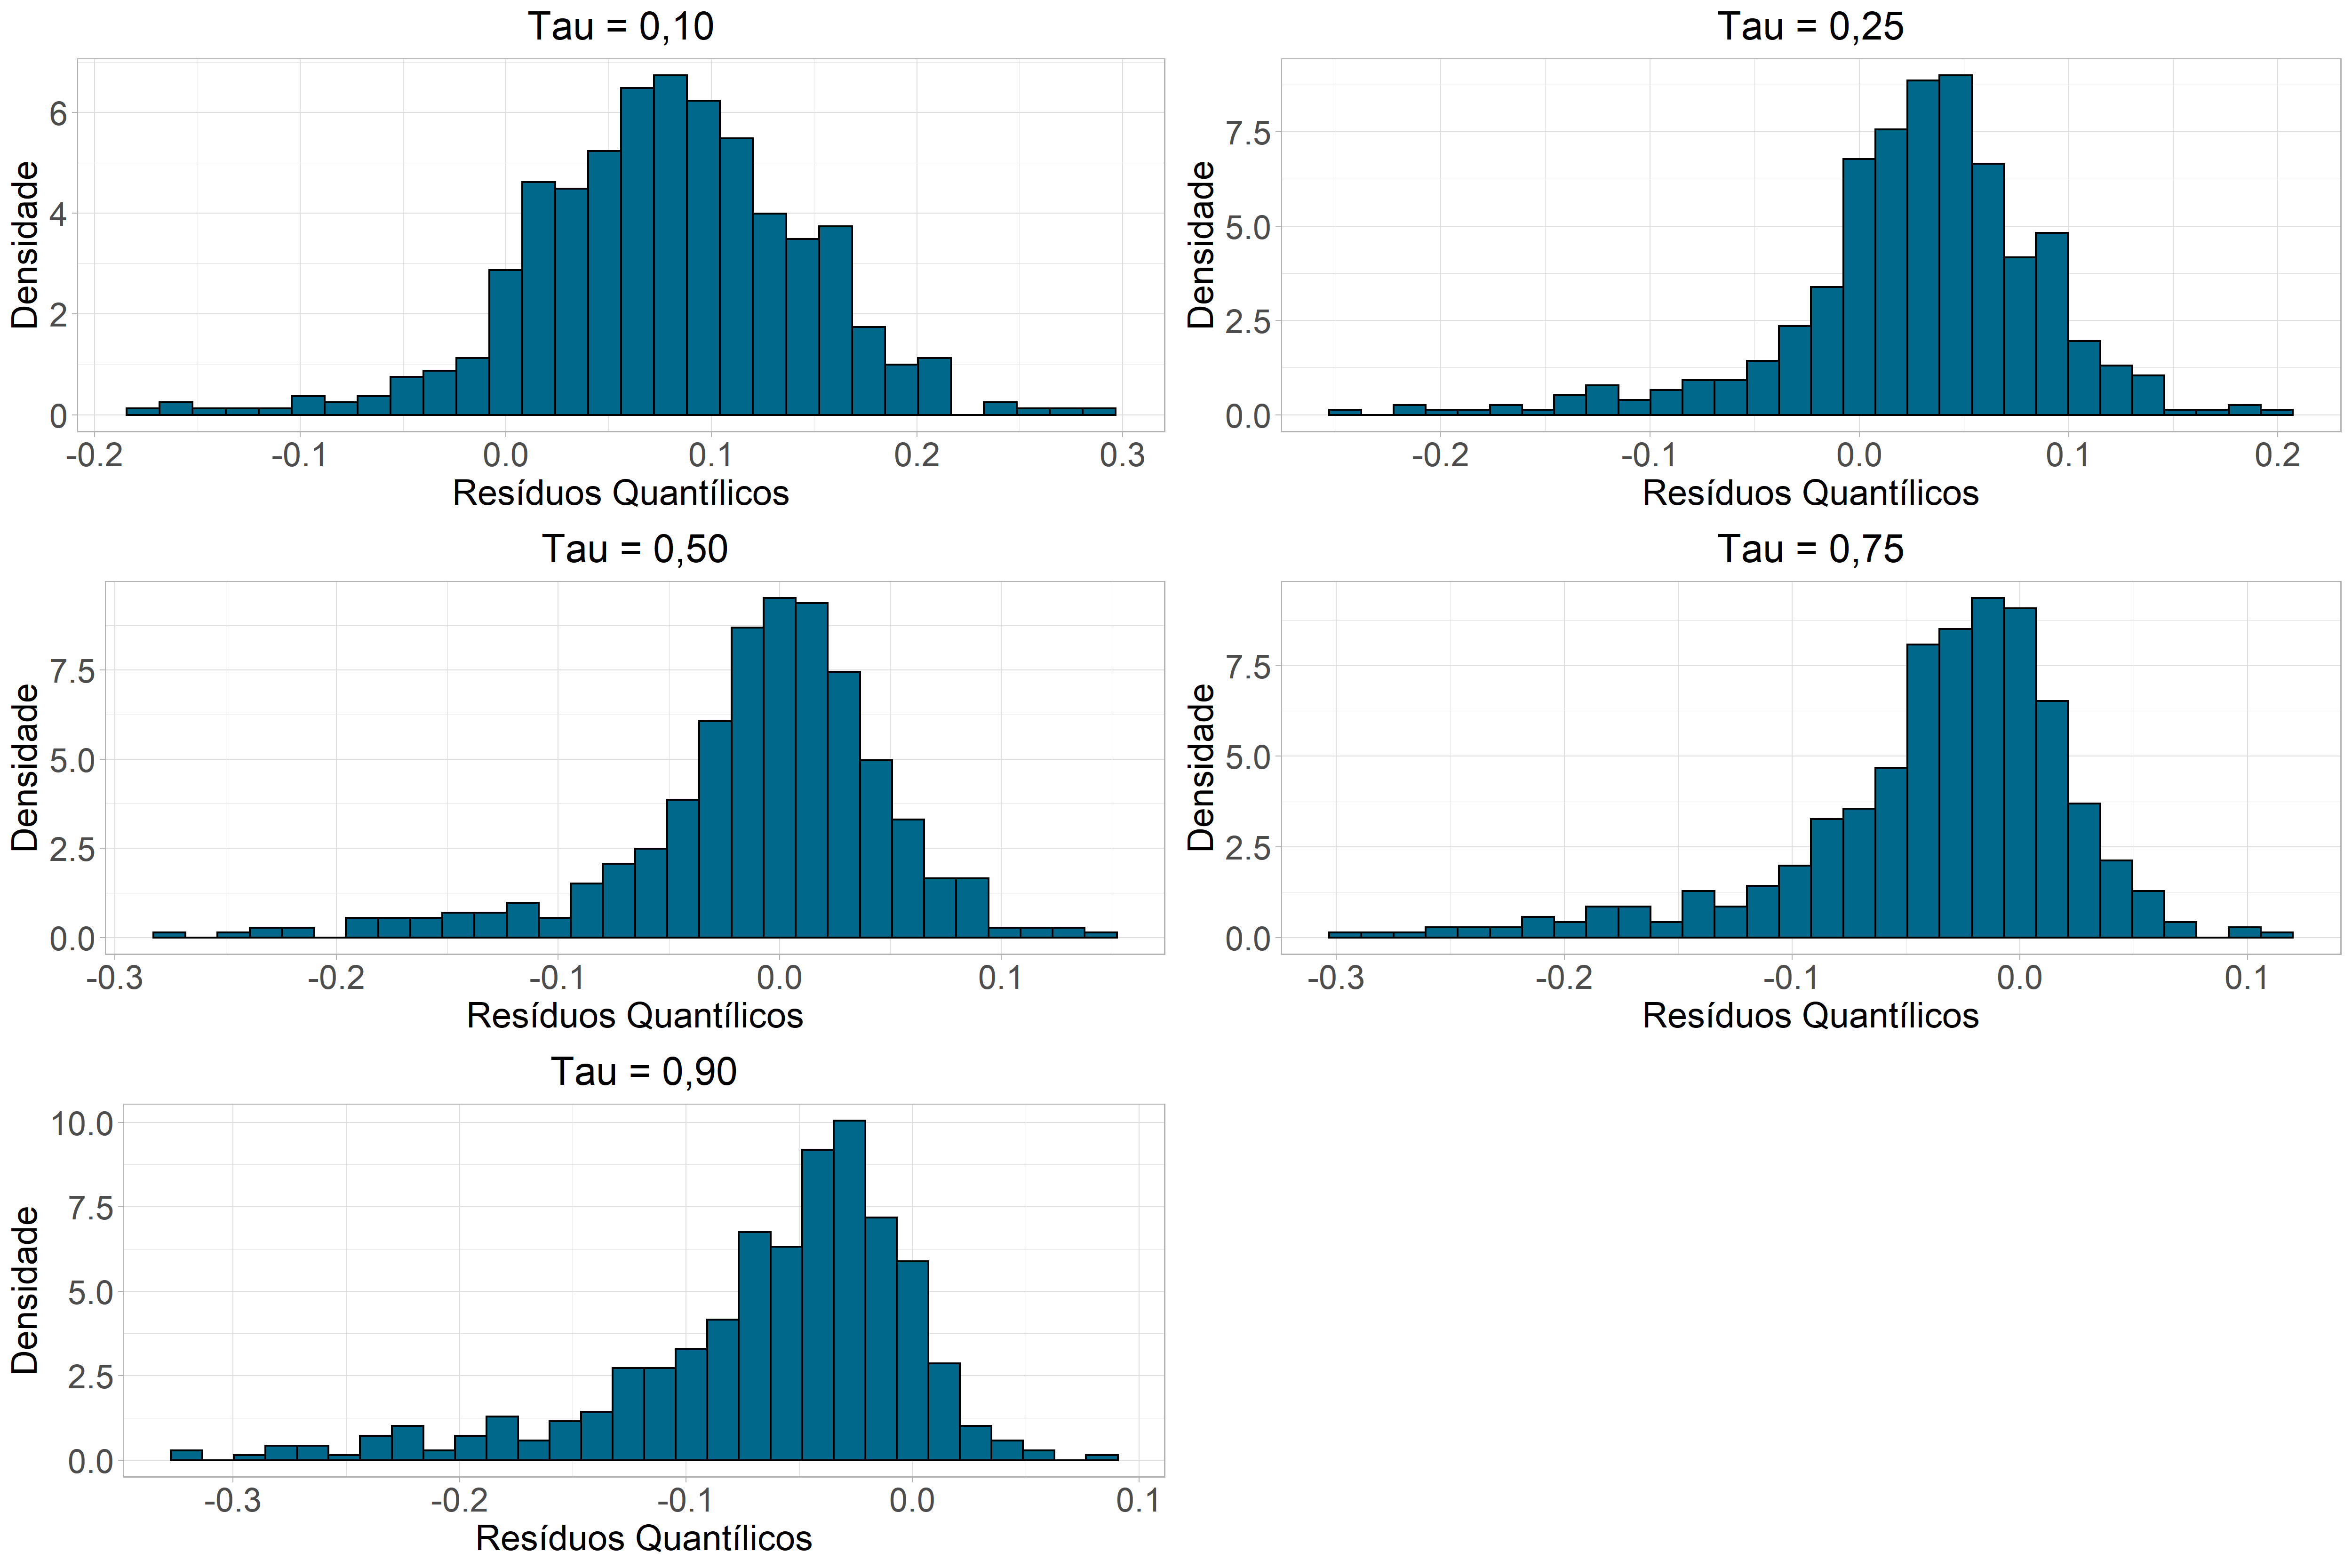 Tau = 0,10
Densidade
6
4
2
0
-0.2 -0.1 0.0 0.1 0.2 0.3
Resíduos Quantílicos
Tau = 0,25
Densidade
7.5
5.0
2.5
0.0
-0.2 -0.1 0.0 0.1 0.2
Resíduos Quantílicos
Tau = 0,50
Densidade
7.5
5.0
2.5
0.0
-0.3 -0.2 -0.1 0.0 0.1
Resíduos Quantílicos
Tau = 0,75
Densidade
7.5
5.0
2.5
0.0
-0.3 -0.2 -0.1 0.0 0.1
Resíduos Quantílicos
Tau = 0,90
Densidade
10.0
7.5
5.0
2.5
0.0
-0.3 -0.2 -0.1 0.0 0.1
Resíduos Quantílicos